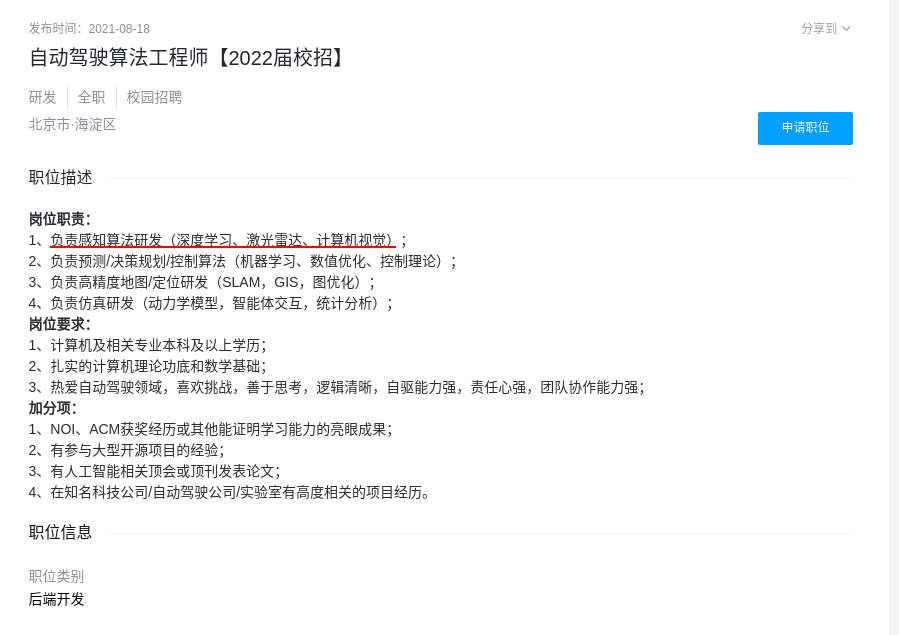 发布时间：2021-08-18
分享到
自动驾驶算法工程师【2022届校招】
研发 全职 校园招聘
北京市·海淀区
申请职位
职位描述
岗位职责：
1、负责感知算法研发（深度学习、激光雷达、计算机视觉）；
2、负责预测/决策规划/控制算法（机器学习、数值优化、控制理论）；
3、负责高精度地图/定位研发（SLAM，GIS，图优化）；
4、负责仿真研发（动力学模型，智能体交互，统计分析）；
岗位要求：
1、计算机及相关专业本科及以上学历；
2、扎实的计算机理论功底和数学基础；
3、热爱自动驾驶领域，喜欢挑战，善于思考，逻辑清晰，自驱能力强，责任心强，团队协作能力强；
加分项：
1、NOI、ACM获奖经历或其他能证明学习能力的亮眼成果；
2、有参与大型开源项目的经验；
3、有人工智能相关顶会或顶刊发表论文；
4、在知名科技公司/自动驾驶公司/实验室有高度相关的项目经历。
职位信息
职位类别
后端开发